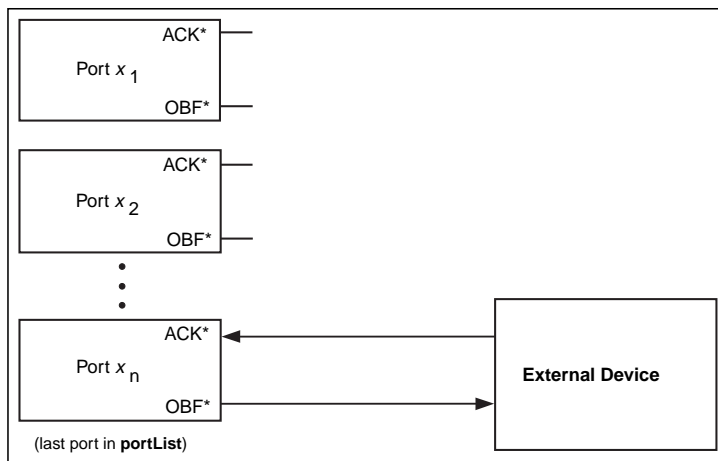 ACK*
Port x 1
OBF*
ACK*
Port x 2
OBF*
ACK*
Port x n
OBF*
External Device
(last port in portList)